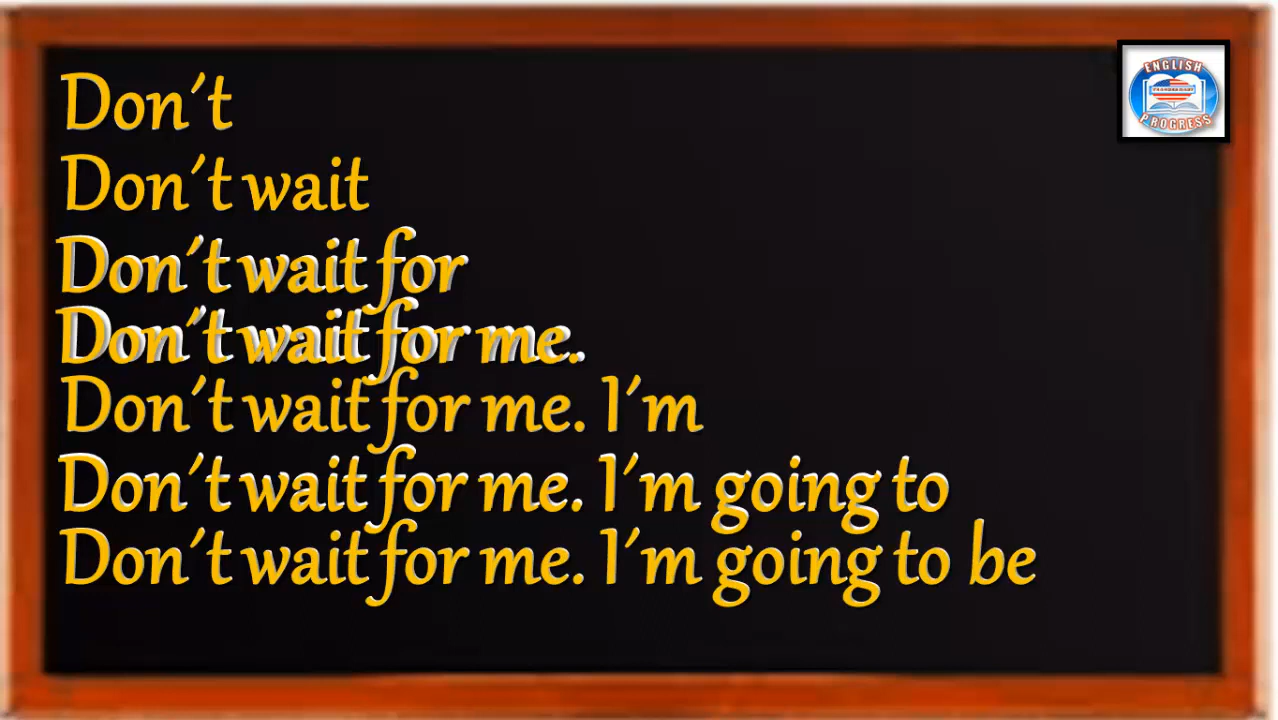 Don't
Don't wait
Don't wait for
Don't wait for me.
Don't wait for me. I'm
Don't wait for me. I'm going to
Don't wait for me. I'm going to be
ENGLISH
PROGRESS